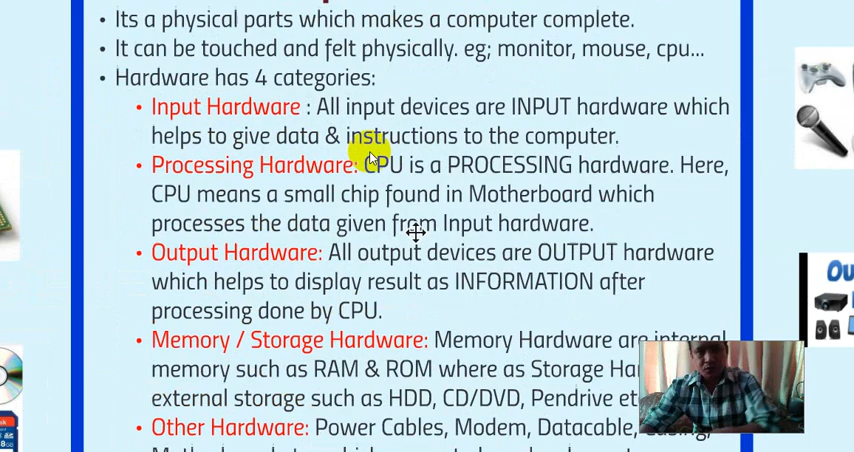 • Its a physical parts which makes a computer complete.
• It can be touched and felt physically. eg; monitor, mouse, cpu...
• Hardware has 4 categories:
• Input Hardware : All input devices are INPUT hardware which
helps to give data & instructions to the computer.
• Processing Hardware: CPU is a PROCESSING hardware. Here,
CPU means a small chip found in Motherboard which
processes the data given from Input hardware.
• Output Hardware: All output devices are OUTPUT hardware
which helps to display result as INFORMATION after
processing done by CPU.
• Memory / Storage Hardware: Memory Hardware are internal
memory such as RAM & ROM where as Storage Ha
external storage such as HDD, CD/DVD, Pendrive et
• Other Hardware: Power Cables, Modem, Datacable, Casing,
Ou